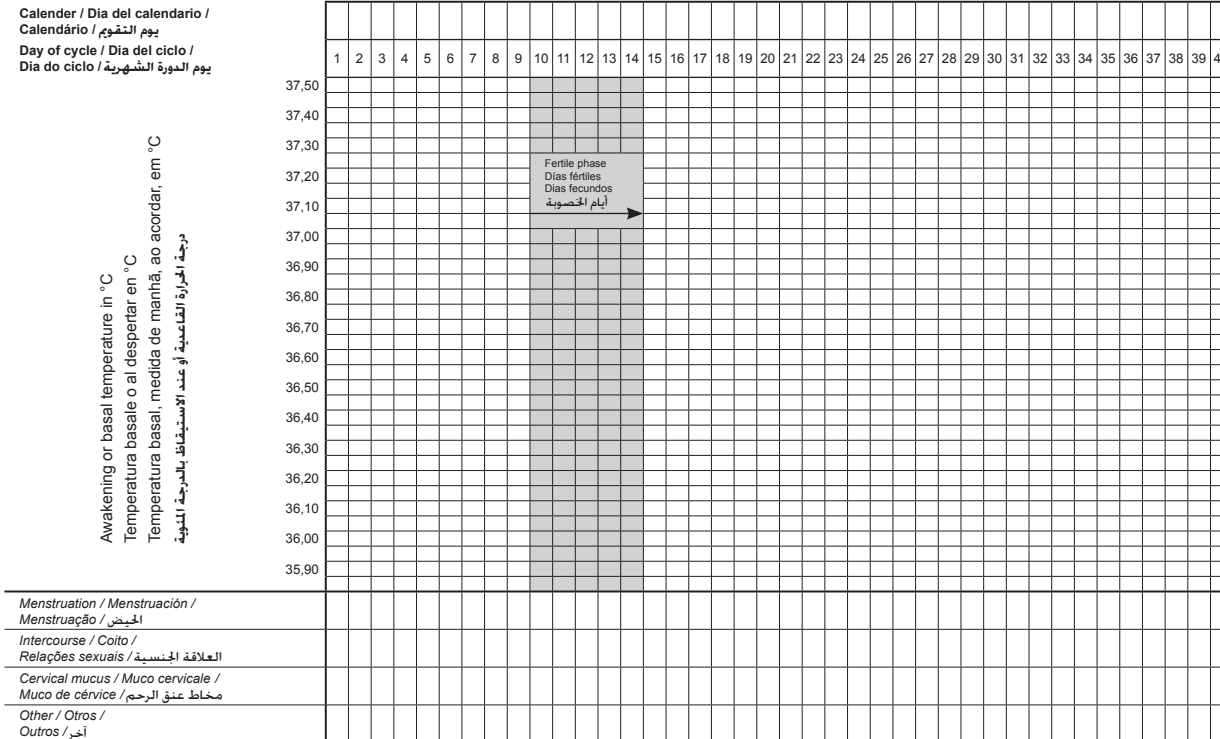 Calender / Dia del calendario /
Calendário / يوم التقويم
Day of cycle / Dia del ciclo /
Dia do ciclo / يوم الدورة الشهرية
1 2 3 4 5 6 7 8 9 10 11 12 13 14 15 16 17 18 19 20 21 22 23 24 25 26 27 28 29 30 31 32 33 34 35 36 37 38 39 4
37,50
37,40
37,30
37,20
37,10
37,00
36,90
36,80
36,70
36,60
36,50
36,40
36,30
36,20
36,10
36,00
35,90
Fertile phase
Días fértiles
Dias fecundos
أيام الخصوبة
Awakening or basal temperature in °C
Temperatura basale o al despertar en °C
Temperatura basal, medida de manhã, ao acordar, em °C
درجة الحرارة القاعدية أو عند الاستيقاظ بالدرجة المئوية
Menstruation / Menstruación /
Menstruação / الحيض
Intercourse / Coito /
Relações sexuais / العلاقة الجنسية
Cervical mucus / Muco cervicale /
Muco de cérvice / مخاط عنق الرحم
Other / Otros /
Outros / آخر